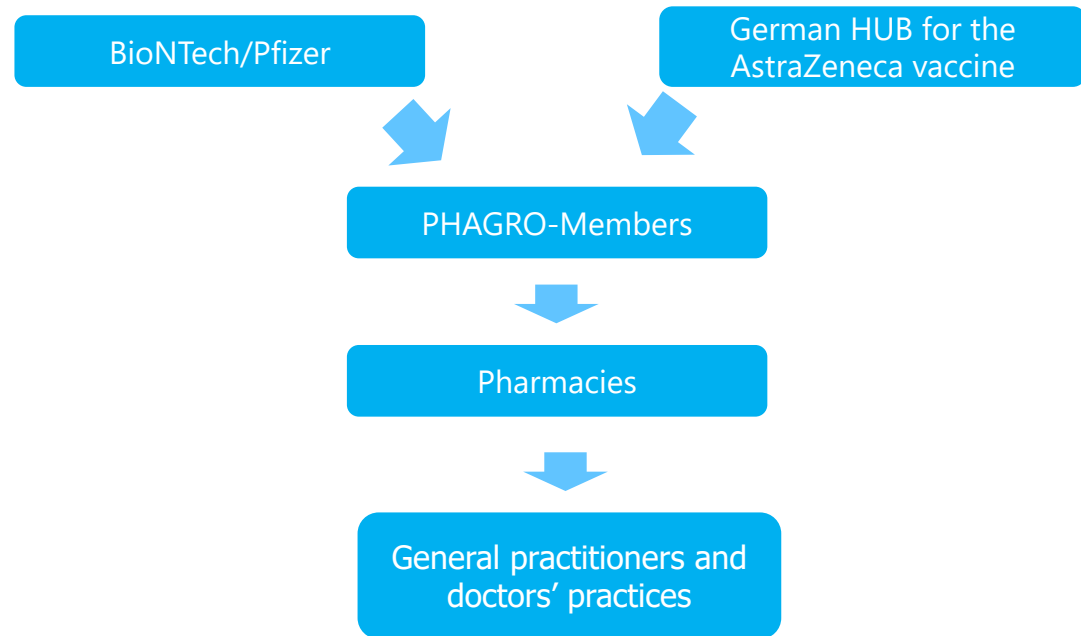 BioNTech/Pfizer
German HUB for the
AstraZeneca vaccine
PHAGRO-Members
Pharmacies
General practitioners and
doctors’ practices